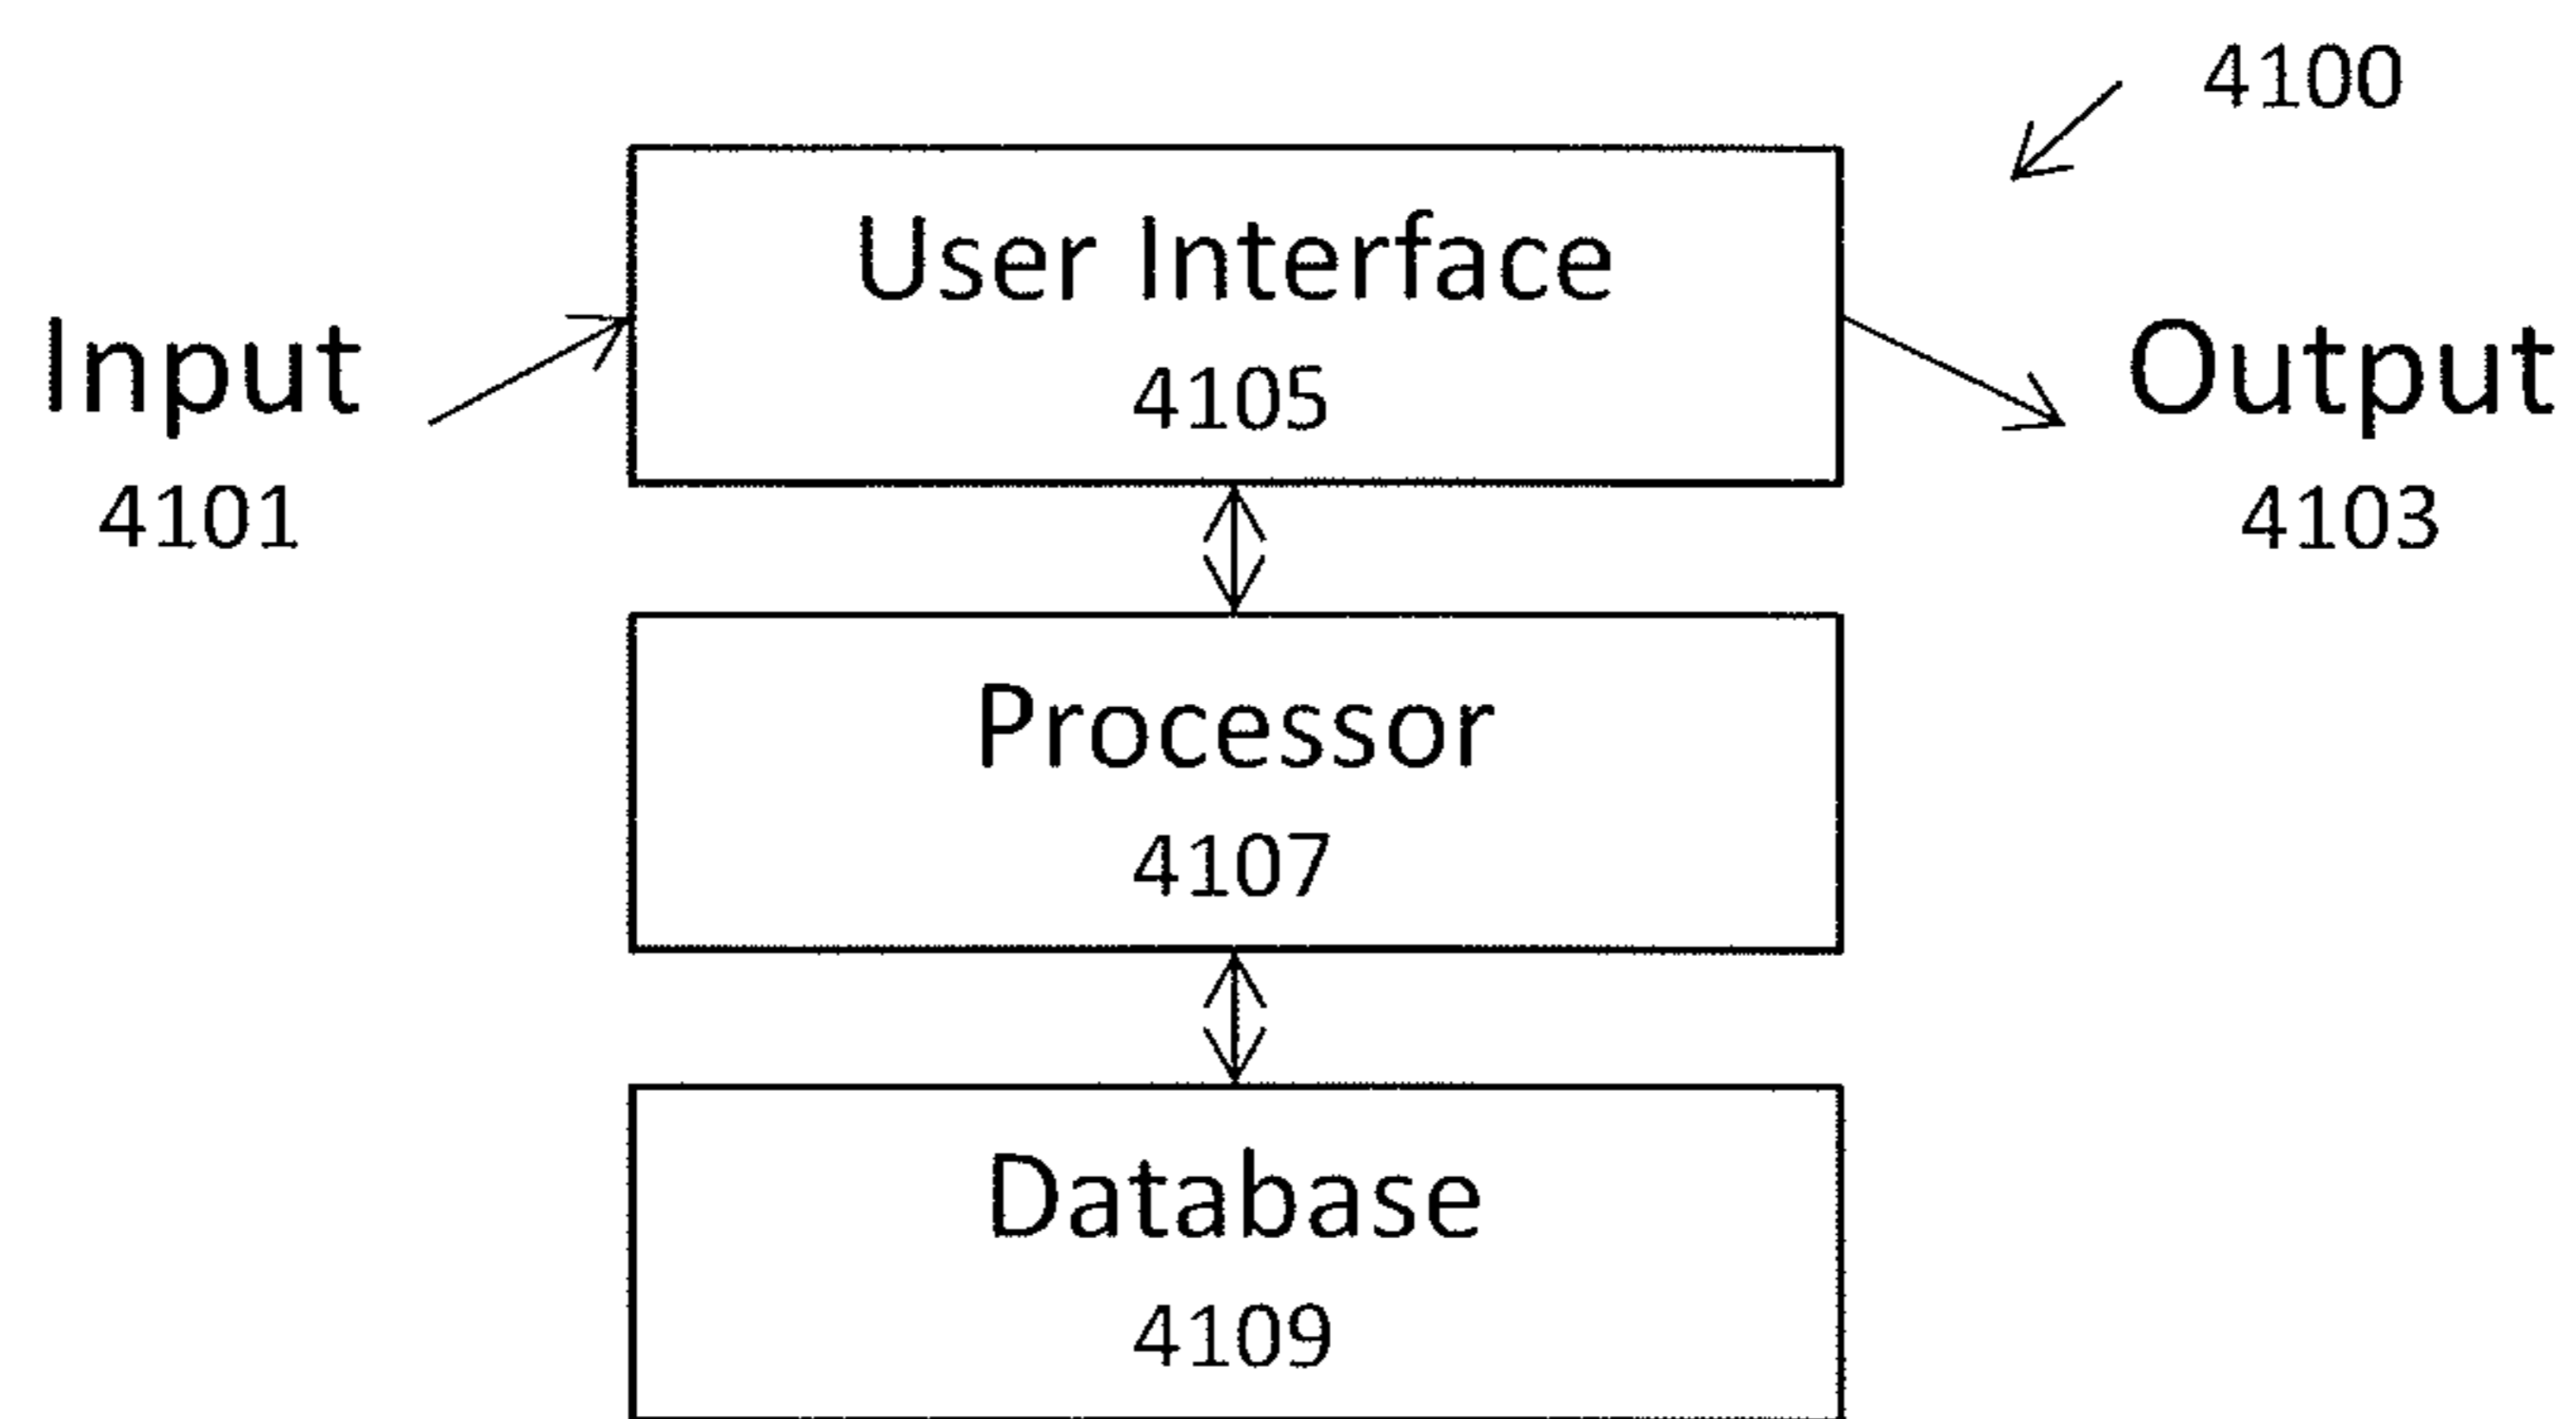 4100
User Interface
4105
Input
4101
Output
4103
Processor
4107
Database
4109